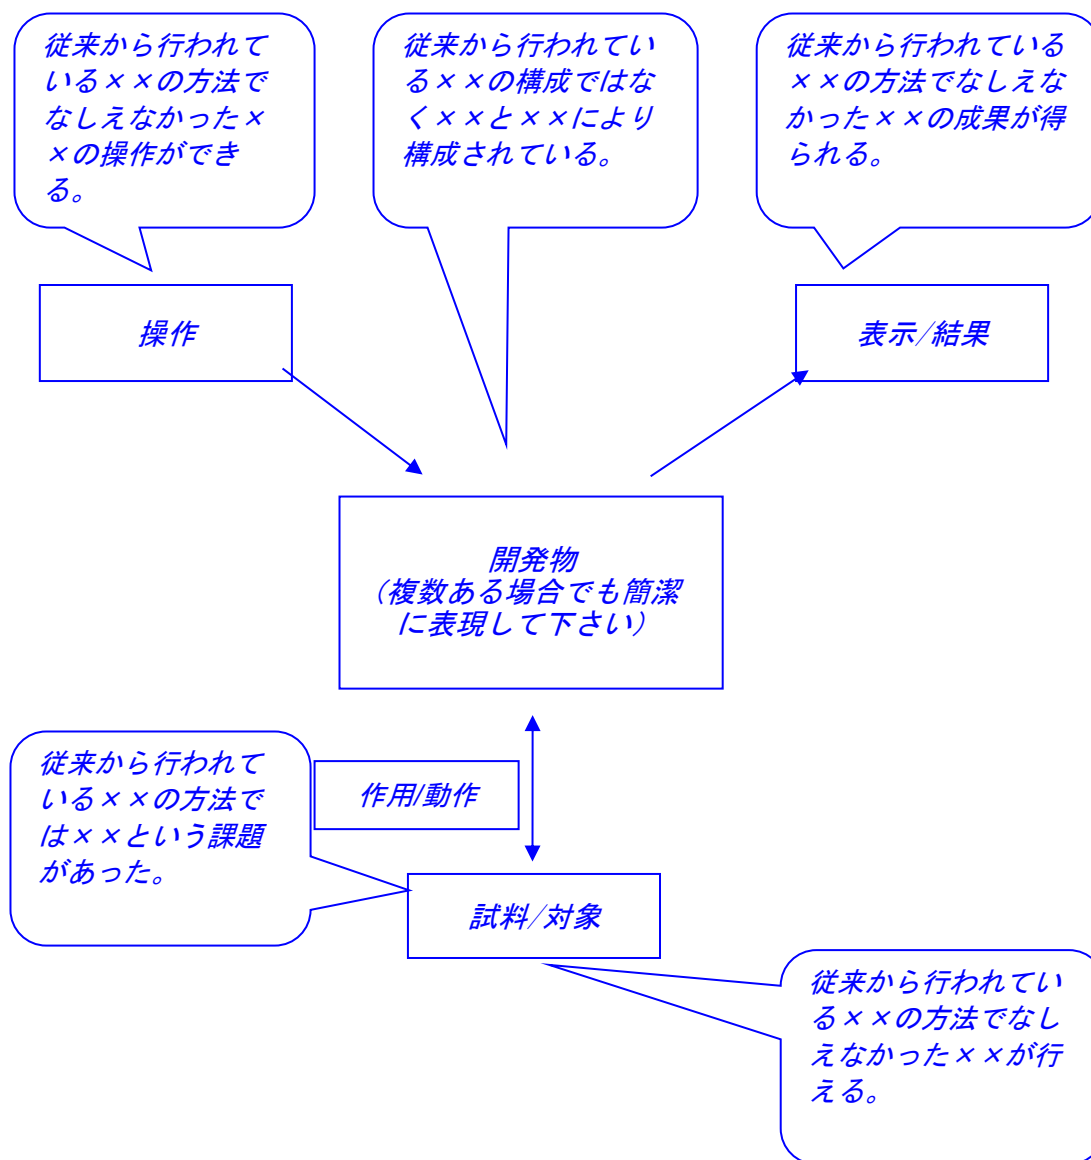 従来から行われて
いる××の方法で
なしえなかった×
×の操作ができ
る。
従来から行われてい
る××の構成ではな
く××と××により
構成されている。
従来から行われている
××の方法でなしえな
かった××の成果が得
られる。
操作
表示/結果
開発物
(複数ある場合でも簡潔
に表現して下さい)
従来から行われて
いる××の方法で
は××という課題
があった。
作用/動作
試料/対象
従来から行われてい
る××の方法でなし
えなかった××が行
える。